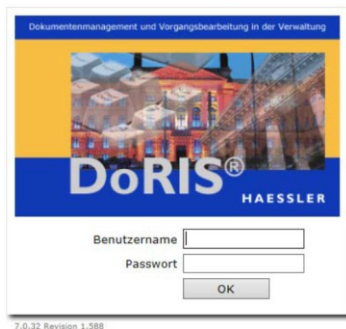 Dokumentenmanagement und Vorgangsbearbeitung in der Verwaltung
DoRIS®
HAESSLER
Benutzername
Passwort
OK
7.0.32 Revision 1.588